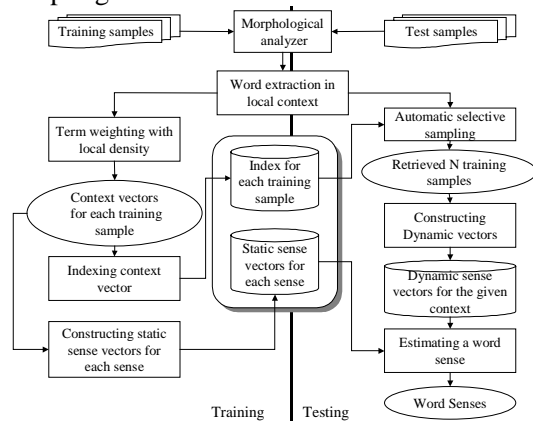 Training samples
Morphological
analyzer
Test samples
Word extraction in
local context
Term weighting with
local density
Automatic selective
sampling
Index for
each training
sample
Retrieved N training
samples
Context vectors
for each training
sample
Constructing
Dynamic vectors
Indexing context
vector
Static sense
vectors for
each sense
Dynamic sense
vectors for the given
context
Constructing static
sense vectors for
each sense
Estimating a word
sense
Word Senses
Training
Testing